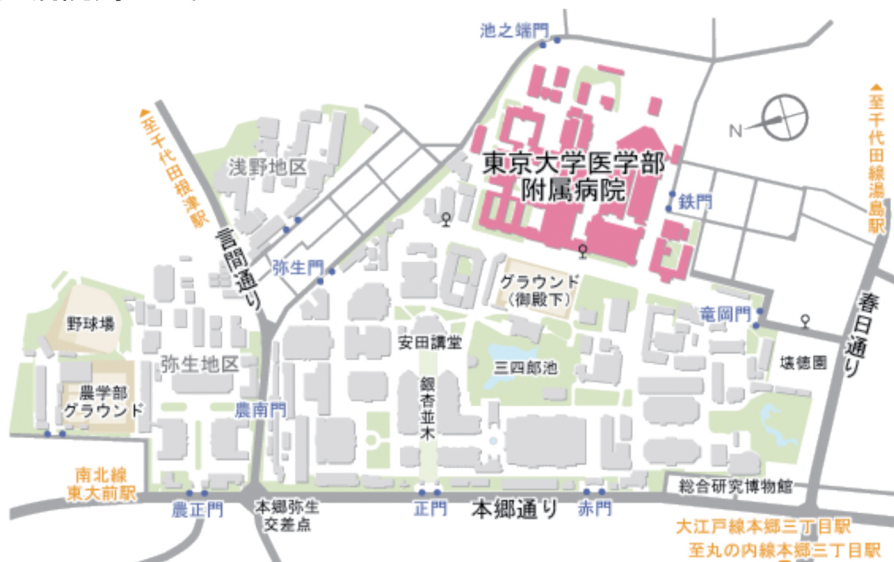 池之端門
至千代田根津駅
浅野地区
言問通り
弥生門
野球場
弥生地区
農学部
グラウンド
農南門
南北線
東大前駅
農正門
本郷弥生
交差点
安田講堂
銀杏並木
正門
本郷通り
赤門
三四郎池
グラウンド
(御殿下)
東京大学医学部
附属病院
N
鉄門
竜岡門
至千代田線湯島駅
春日通り
壊徳園
総合研究博物館
大江戸線本郷三丁目駅
至丸の内線本郷三丁目駅